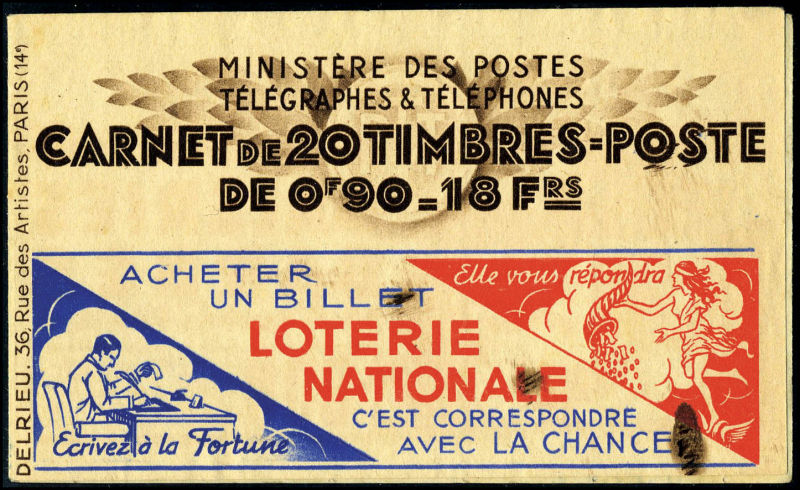 MINISTÈRE DES POSTES
TÉLÉGRAPHES & TÉLÉPHONES
CARNET DE 20 TIMBRES=POSTE
DE 0F90=18 FRS
DELRIEU, 36, Rue des Artistes, PARIS (14e)
ACHETER
UN BILLET
LOTERIE
NATIONALE
C'EST CORRESPONDRE
AVEC LA CHANCE
Elle vous répondra
Ecrivez à la Fortune